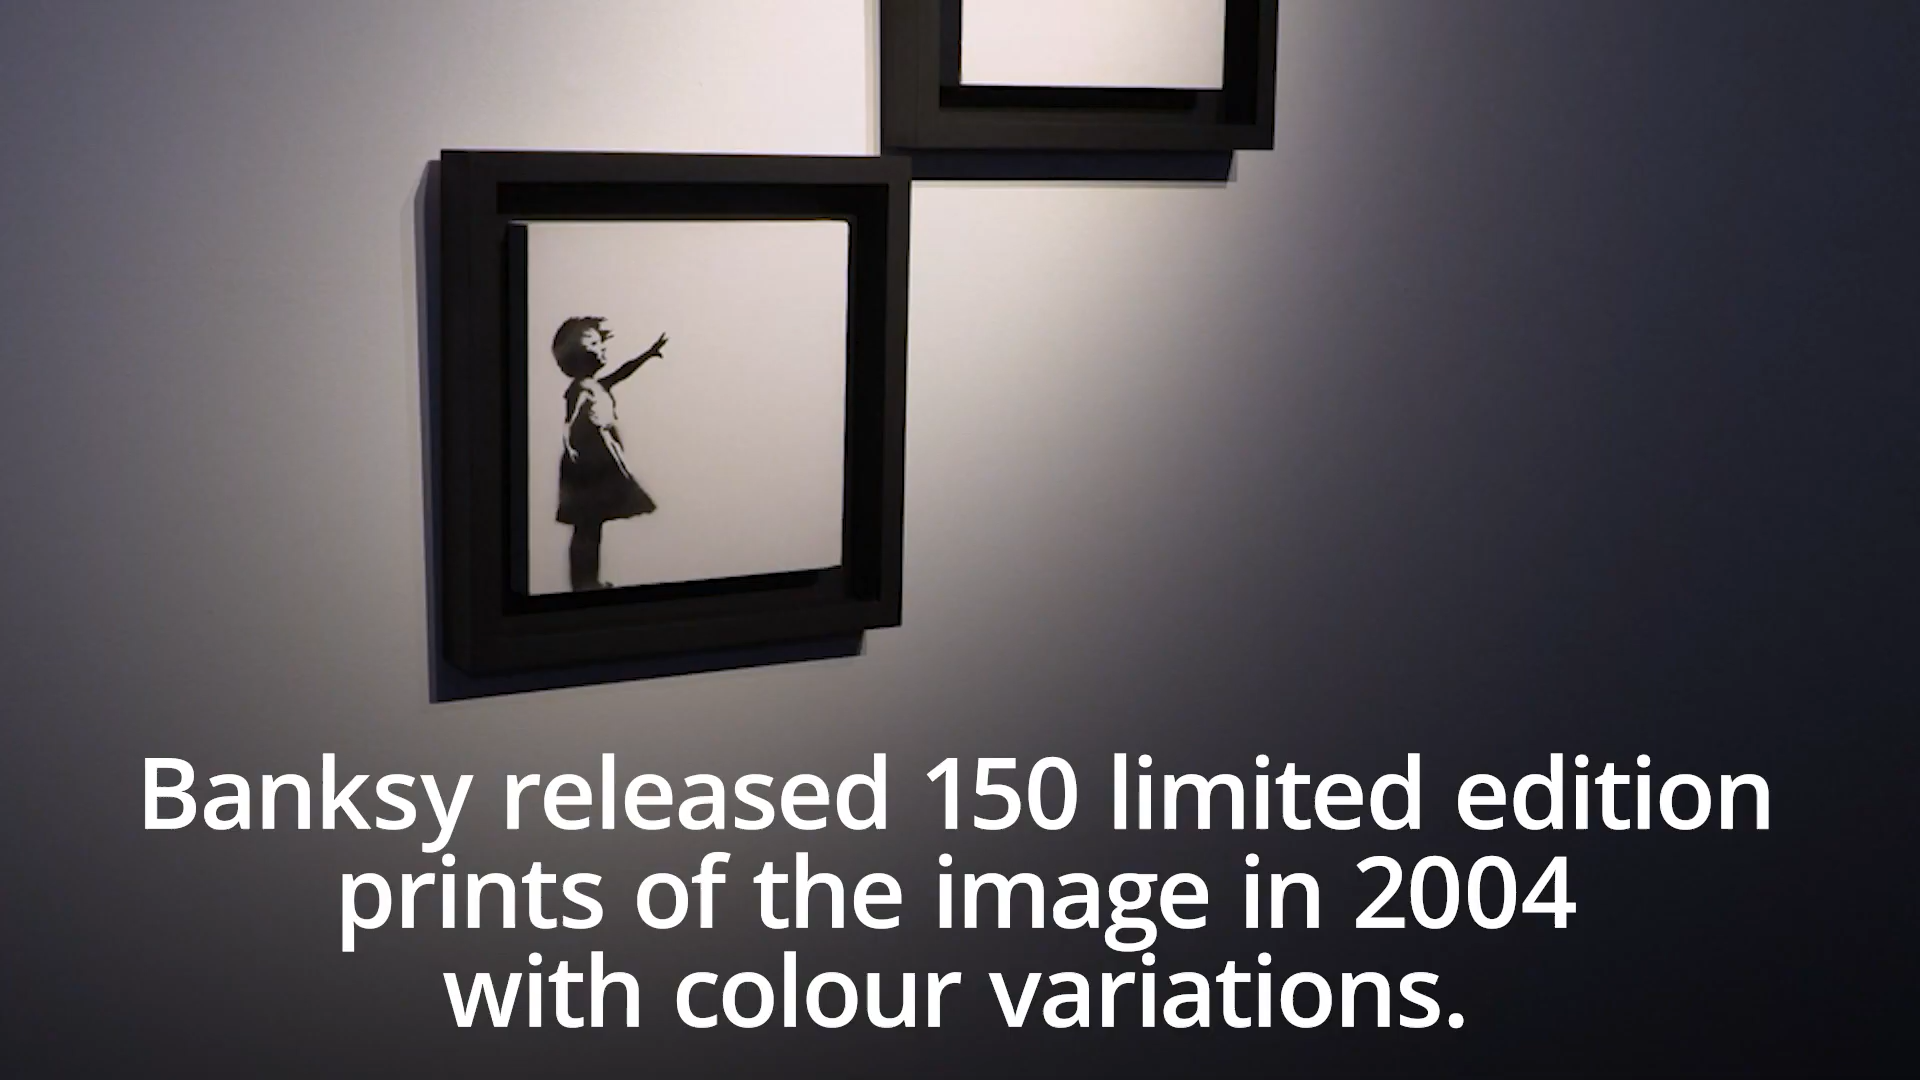 Banksy released 150 limited edition
prints of the image in 2004
with colour variations.